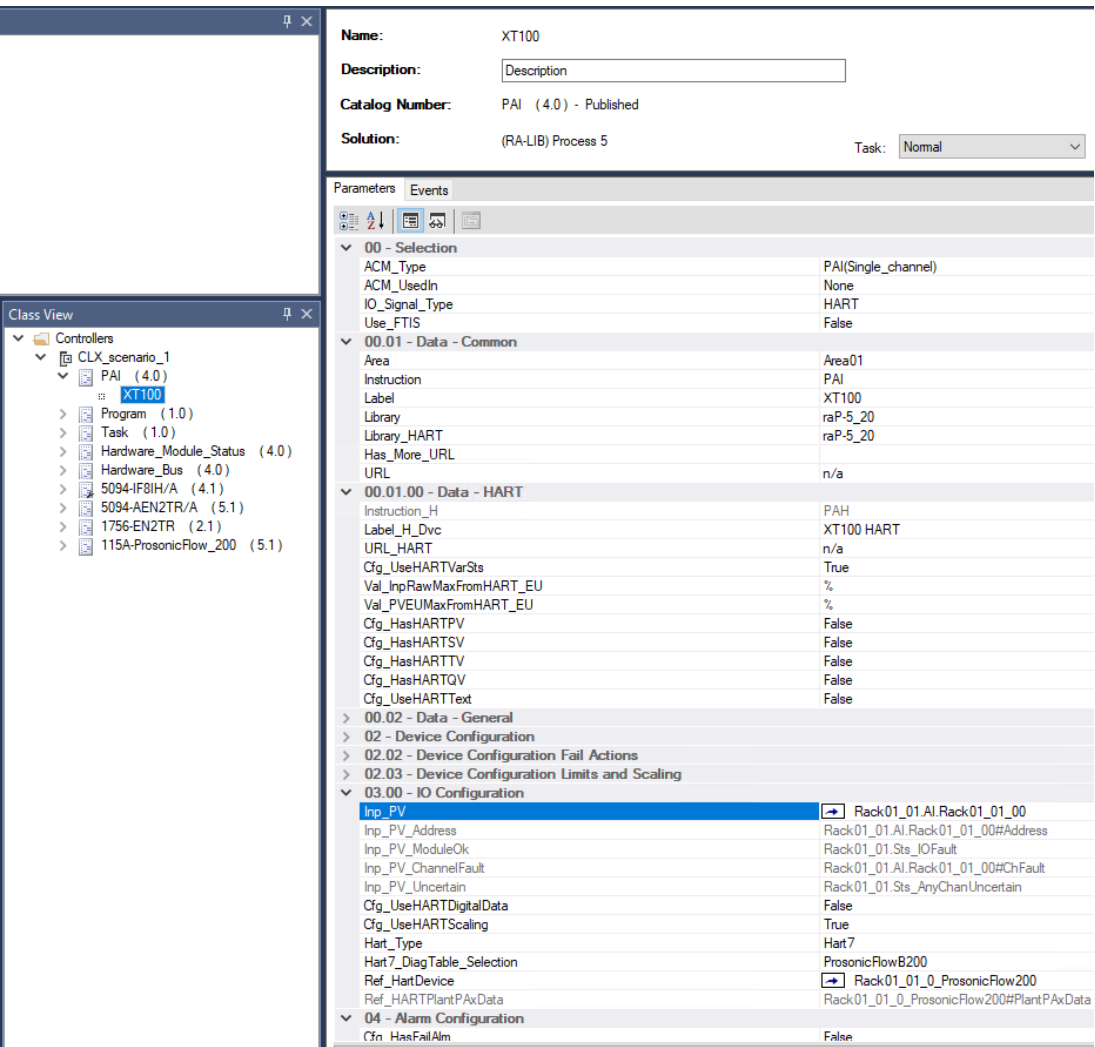 Name: XT100
Description: Description
Catalog Number: PAI (4.0) - Published
Solution: (RA-LIB) Process 5 Task: Normal
Class View
Controllers
CLX_scenario_1
PAI (4.0)
XT100
Program (1.0)
Task (1.0)
Hardware_Module_Status (4.0)
Hardware_Bus (4.0)
5094-IF8IH/A (4.1)
5094-AEN2TR/A (5.1)
1756-EN2TR (2.1)
115A-ProsonicFlow_200 (5.1)
Parameters Events
00 - Selection
ACM_Type PAI(Single_channel)
ACM_UsedIn None
IO_Signal_Type HART
Use_FTIS False
00.01 - Data - Common
Area Area01
Instruction PAI
Label XT100
Library raP-5_20
Library_HART raP-5_20
Has_More_URL
URL n/a
00.01.00 - Data - HART
Instruction_H PAH
Label_H_Dvc XT100 HART
URL_HART n/a
Cfg_UseHARTVarSts True
Val_InpRawMaxFromHART_EU %
Val_PVEUMaxFromHART_EU %
Cfg_HasHARTPV False
Cfg_HasHARTSV False
Cfg_HasHARTTV False
Cfg_HasHARTQV False
Cfg_UseHARTText False
00.02 - Data - General
02 - Device Configuration
02.02 - Device Configuration Fail Actions
02.03 - Device Configuration Limits and Scaling
03.00 - IO Configuration
Inp_PV Rack01_01.AI.Rack01_01_00
Inp_PV_Address Rack01_01.AI.Rack01_01_00#Address
Inp_PV_ModuleOk Rack01_01.Sts_IOFault
Inp_PV_ChannelFault Rack01_01.AI.Rack01_01_00#ChFault
Inp_PV_Uncertain Rack01_01.Sts_AnyChanUncertain
Cfg_UseHARTDigitalData False
Cfg_UseHARTScaling True
Hart_Type Hart7
Hart7_DiagTable_Selection ProsonicFlowB200
Ref_HartDevice Rack01_01_0_ProsonicFlow200
Ref_HARTPlantPAxData Rack01_01_0_ProsonicFlow200#PlantPAxData
04 - Alarm Configuration
Cfg_HasFailAlm False